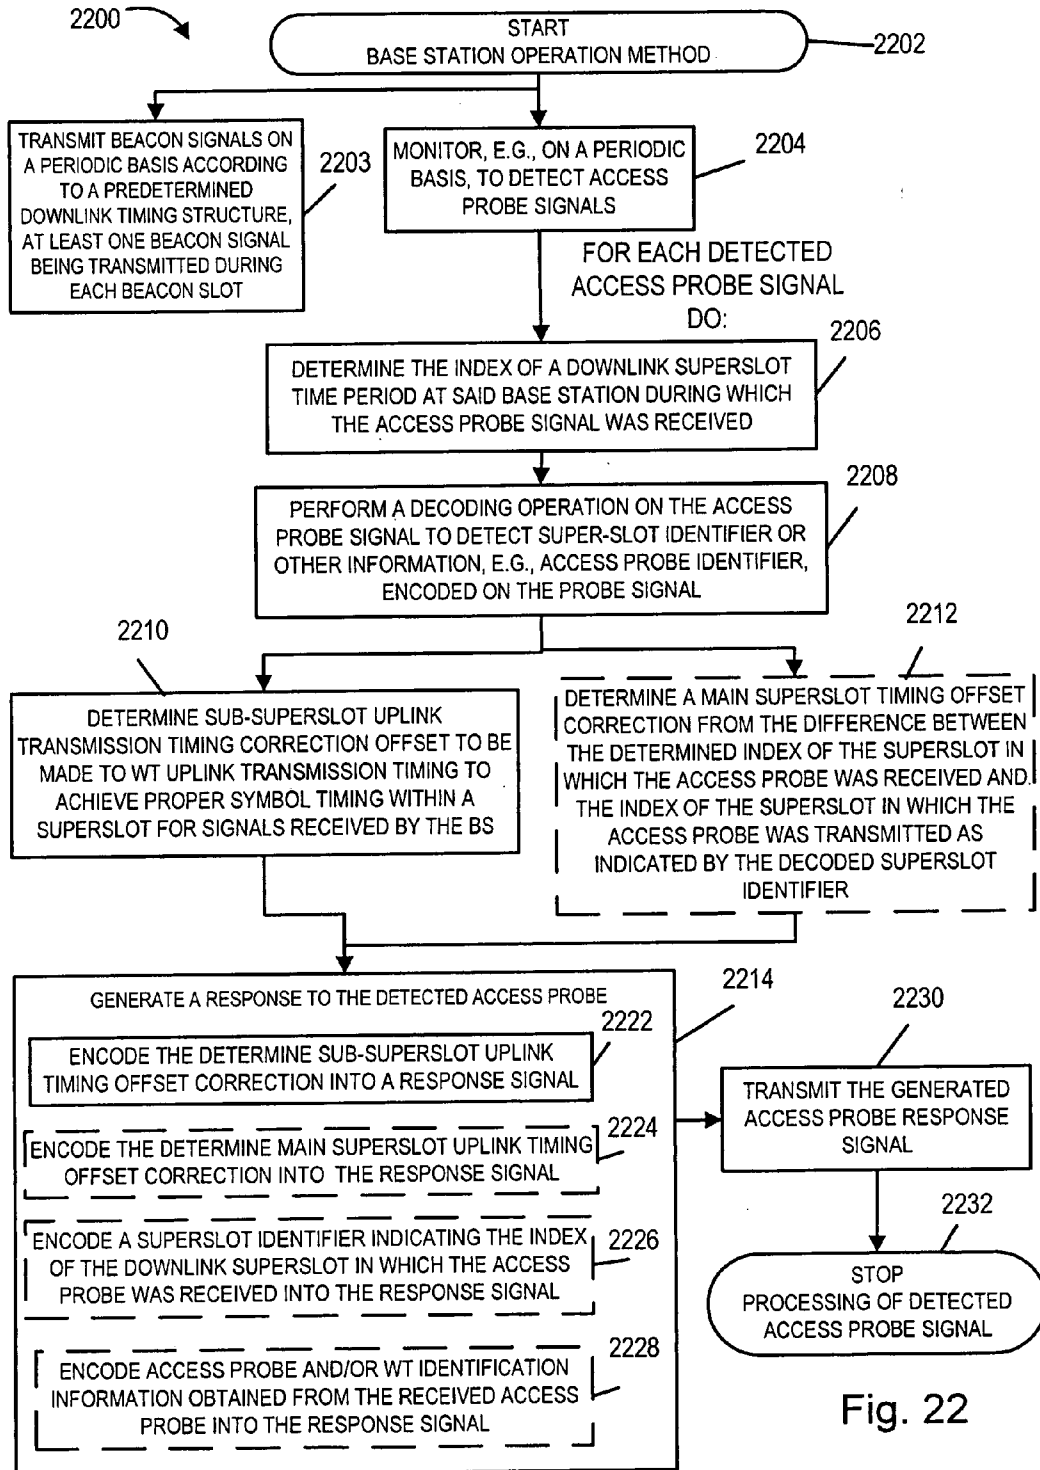 2200
START
BASE STATION OPERATION METHOD
2202
TRANSMIT BEACON SIGNALS ON
A PERIODIC BASIS ACCORDING
TO A PREDETERMINED
DOWNLINK TIMING STRUCTURE,
AT LEAST ONE BEACON SIGNAL
BEING TRANSMITTED DURING
EACH BEACON SLOT
2203
MONITOR, E.G., ON A PERIODIC
BASIS, TO DETECT ACCESS
PROBE SIGNALS
2204
FOR EACH DETECTED
ACCESS PROBE SIGNAL
DO:
2206
DETERMINE THE INDEX OF A DOWNLINK SUPERSLOT
TIME PERIOD AT SAID BASE STATION DURING WHICH
THE ACCESS PROBE SIGNAL WAS RECEIVED
2208
PERFORM A DECODING OPERATION ON THE ACCESS
PROBE SIGNAL TO DETECT SUPER-SLOT IDENTIFIER OR
OTHER INFORMATION, E.G., ACCESS PROBE IDENTIFIER,
ENCODED ON THE PROBE SIGNAL
2210
DETERMINE SUB-SUPERSLOT UPLINK
TRANSMISSION TIMING CORRECTION OFFSET TO BE
MADE TO WT UPLINK TRANSMISSION TIMING TO
ACHIEVE PROPER SYMBOL TIMING WITHIN A
SUPERSLOT FOR SIGNALS RECEIVED BY THE BS
2212
DETERMINE A MAIN SUPERSLOT TIMING OFFSET
CORRECTION FROM THE DIFFERENCE BETWEEN
THE DETERMINED INDEX OF THE SUPERSLOT IN
WHICH THE ACCESS PROBE WAS RECEIVED AND.
THE INDEX OF THE SUPERSLOT IN WHICH THE
ACCESS PROBE WAS TRANSMITTED AS
INDICATED BY THE DECODED SUPERSLOT
IDENTIFIER
2214
GENERATE A RESPONSE TO THE DETECTED ACCESS PROBE
2222
ENCODE THE DETERMINE SUB-SUPERSLOT UPLINK
TIMING OFFSET CORRECTION INTO A RESPONSE SIGNAL
2224
ENCODE THE DETERMINE MAIN SUPERSLOT UPLINK TIMING
OFFSET CORRECTION INTO THE RESPONSE SIGNAL
2226
ENCODE A SUPERSLOT IDENTIFIER INDICATING THE INDEX
OF THE DOWNLINK SUPERSLOT IN WHICH THE ACCESS
PROBE WAS RECEIVED INTO THE RESPONSE SIGNAL
2228
ENCODE ACCESS PROBE AND/OR WT IDENTIFICATION
INFORMATION OBTAINED FROM THE RECEIVED ACCESS
PROBE INTO THE RESPONSE SIGNAL
2230
TRANSMIT THE GENERATED
ACCESS PROBE RESPONSE
SIGNAL
2232
STOP
PROCESSING OF DETECTED
ACCESS PROBE SIGNAL
Fig. 22